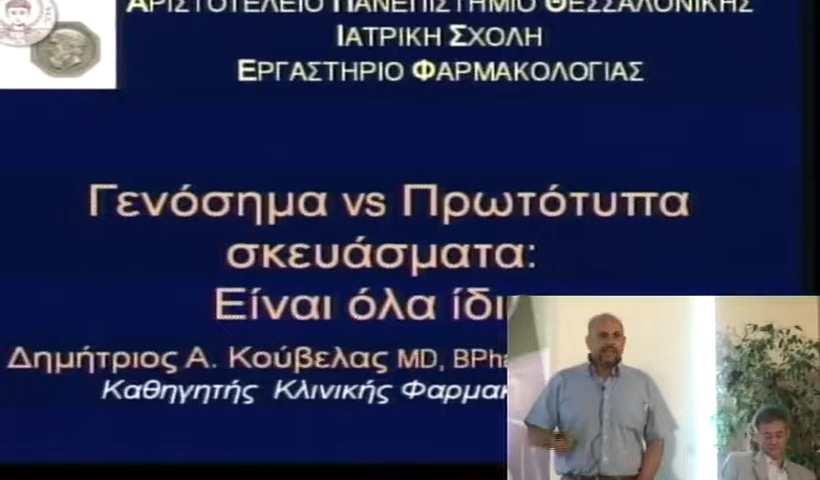 ΑΡΙΣΤΟΤΕΛΕΙΟ ΠΑΝΕΠΙΣΤΗΜΙΟ ΘΕΣΣΑΛΟΝΙΚΗΣ
ΙΑΤΡΙΚΗ ΣΧΟΛΗ
ΕΡΓΑΣΤΗΡΙΟ ΦΑΡΜΑΚΟΛΟΓΙΑΣ
Γενόσημα vs Πρωτότυπα
σκευάσματα:
Είναι όλα
Δημήτριος Α. Κούβελας MD,
Καθηγητής Κλινικής